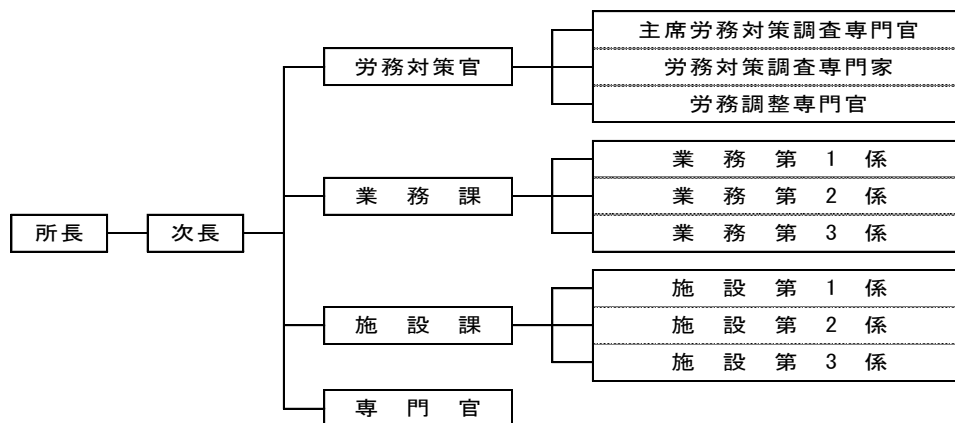 主席労務対策調査専門官
労務対策官
労務対策調査専門家
労務調整専門官
業務第1係
業務課
業務第2係
業務第3係
所長
次長
施設第1係
施設課
施設第2係
施設第3係
専門官